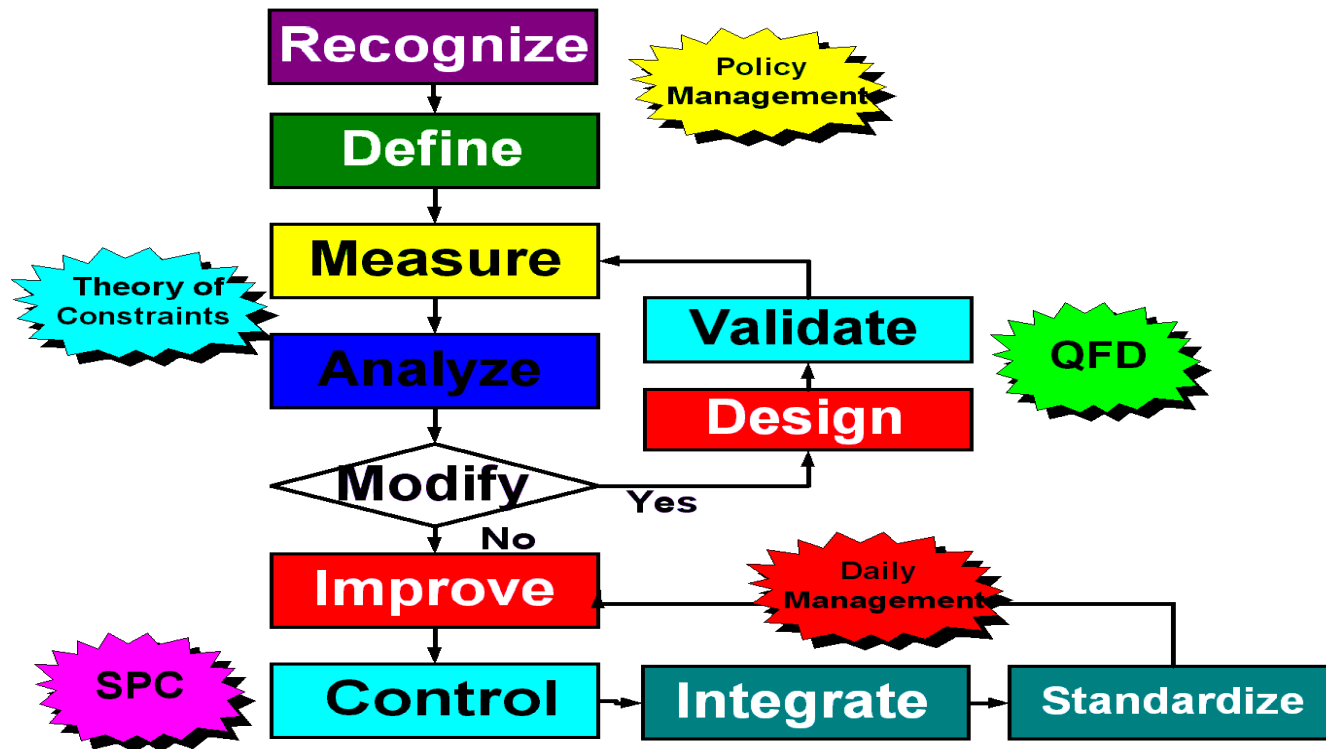 Recognize
Policy
Management
Define
Measure
Theory of
Constraints
Validate
QFD
Analyze
Design
Modify
Yes
No
Improve
Daily
Management
SPC
Control
Integrate
Standardize